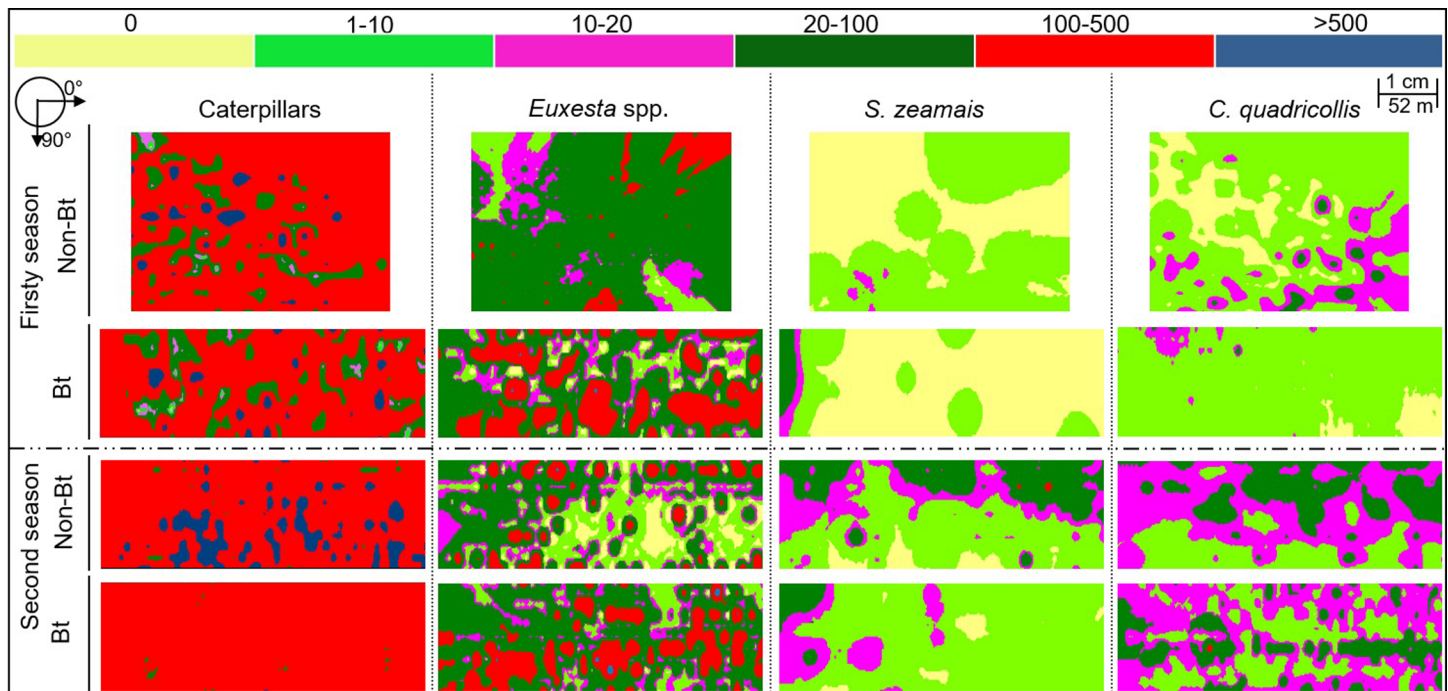 0 1-10 10-20 20-100 100-500 >500
0°
90°
1 cm
52 m
Caterpillars Euxesta spp. S. zeamais C. quadricollis
Firsty season
Non-Bt
Bt
Second season
Non-Bt
Bt